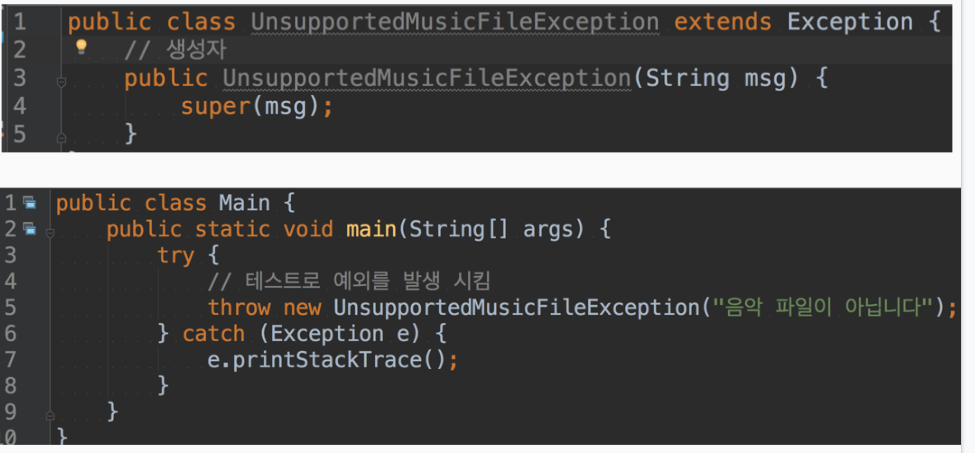 1 public class UnsupportedMusicFileException extends Exception {
2 // 생성자
3 public UnsupportedMusicFileException(String msg) {
4 super(msg);
5 }
1 public class Main {
2 public static void main(String[] args) {
3 try {
4 // 테스트로 예외를 발생 시킴
5 throw new UnsupportedMusicFileException("음악 파일이 아닙니다");
6 } catch (Exception e) {
7 e.printStackTrace();
8 }
9 }
0 }